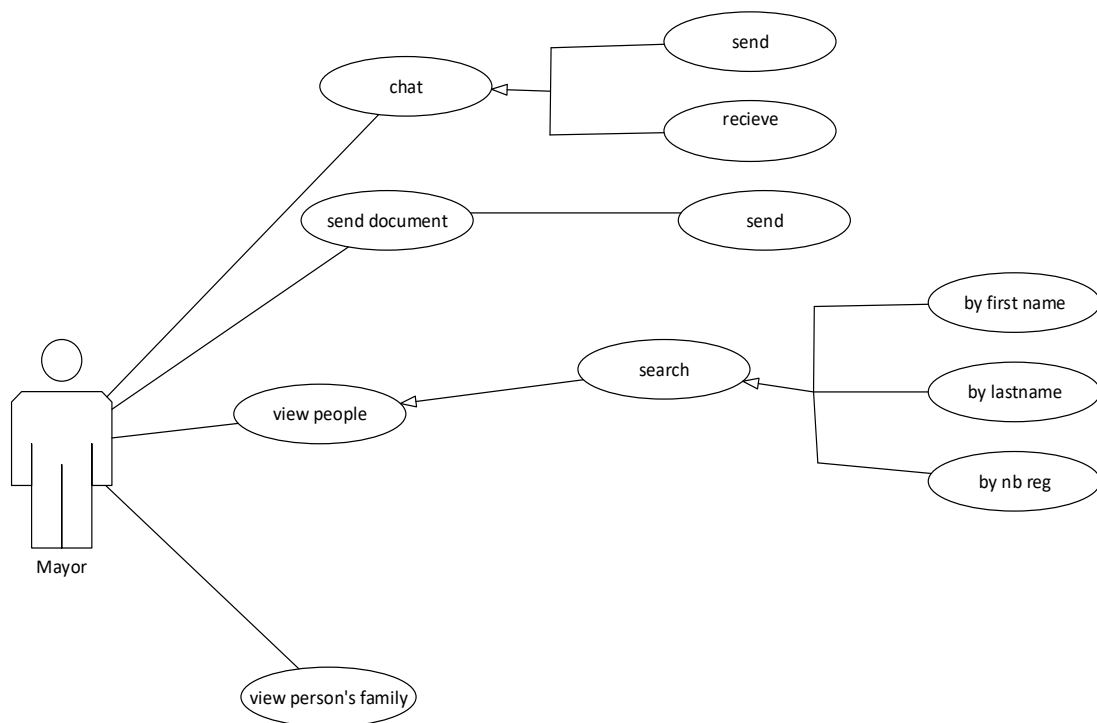 send
chat
recieve
send document
send
by first name
search
by lastname
view people
by nb reg
Mayor
view person's family